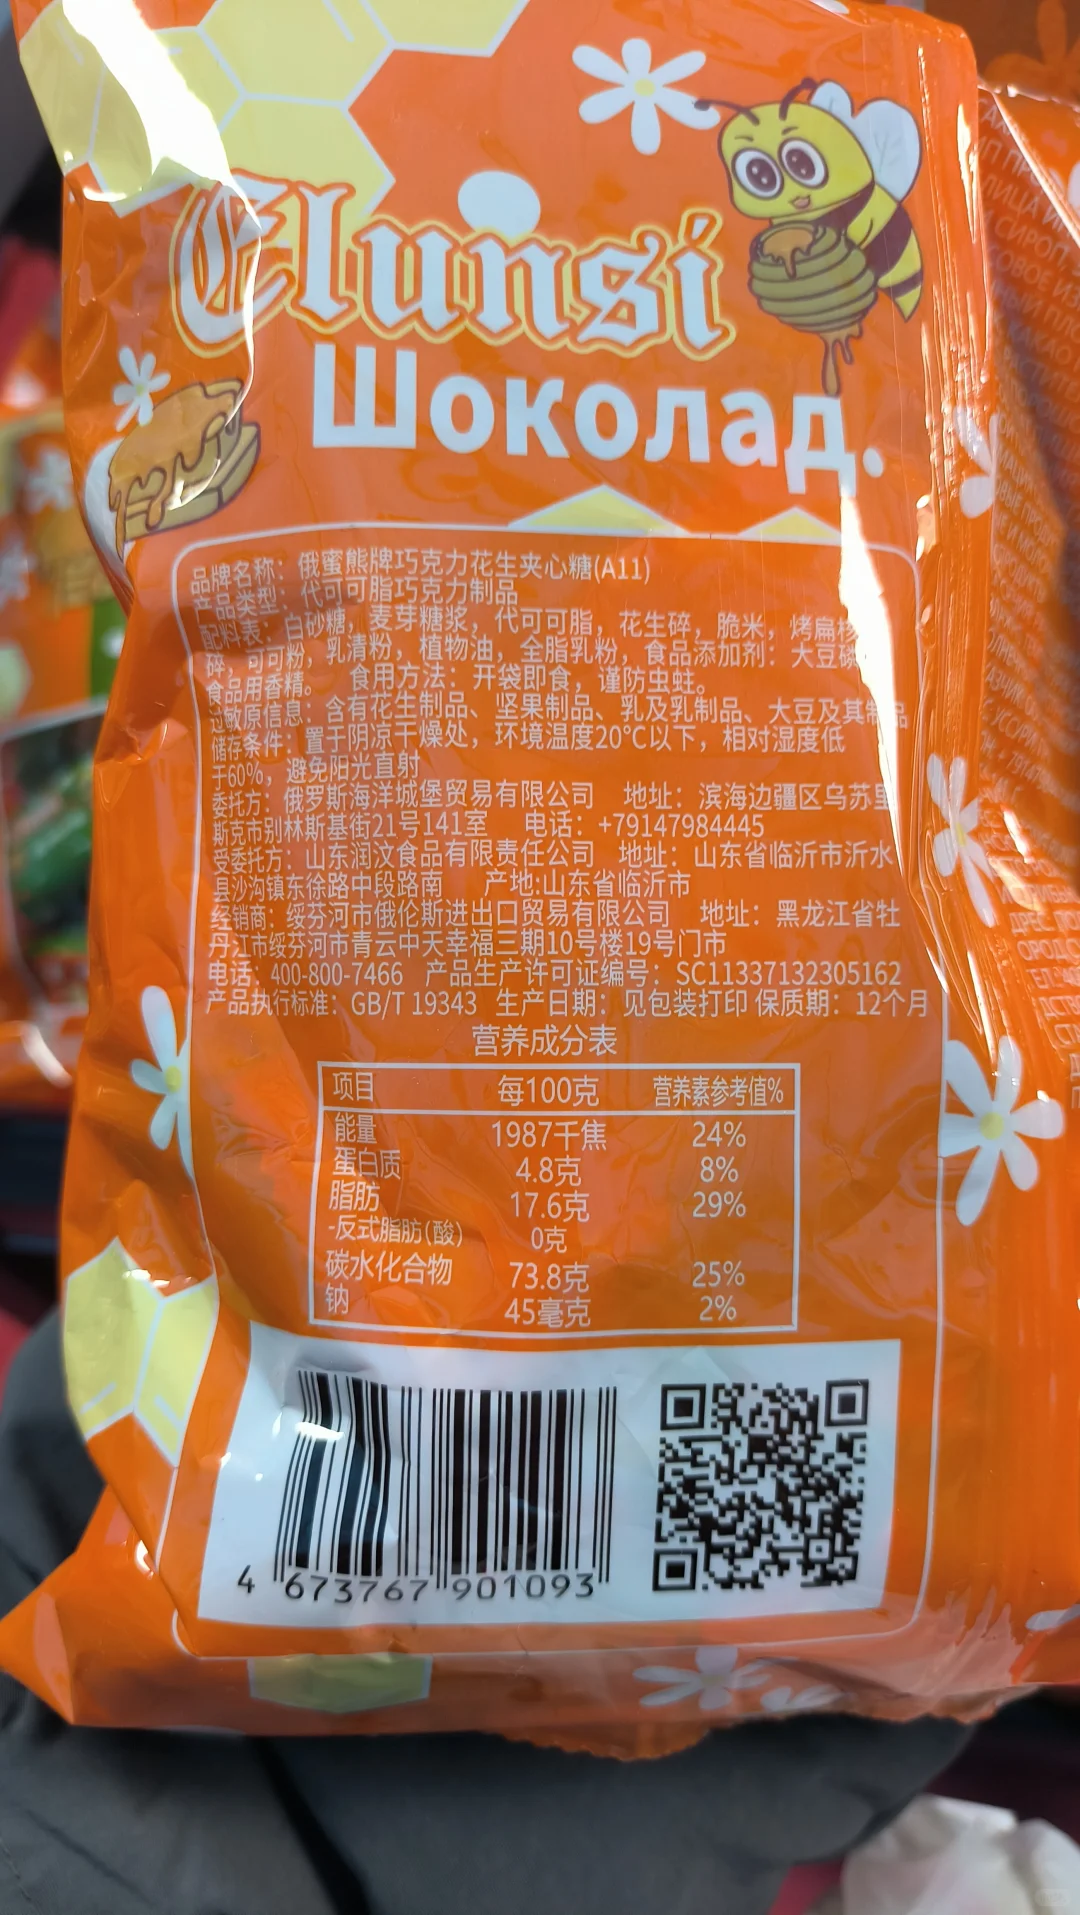 Elunsi
Шоколад.
品牌名称：俄蜜熊牌巧克力花生夹心糖(A11)
产品类型：代可可脂巧克力制品
配料表：白砂糖，麦芽糖浆，代可可脂，花生碎，脆米，烤扁桃
碎，可可粉，乳清粉，植物油，全脂乳粉，食品添加剂：大豆磷
食品用香精。 食用方法：开袋即食，谨防虫蛀。
过敏原信息：含有花生制品、坚果制品、乳及乳制品、大豆及其制品
储存条件：置于阴凉干燥处，环境温度20°C以下，相对湿度低
于60%，避免阳光直射
委托方：俄罗斯海洋城堡贸易有限公司 地址：滨海边疆区乌苏里
斯克市别林斯基街21号141室 电话：+79147984445
受委托方：山东润汶食品有限责任公司 地址：山东省临沂市沂水
县沙沟镇东徐路中段路南 产地:山东省临沂市
经销商：绥芬河市俄伦斯进出口贸易有限公司 地址：黑龙江省牡
丹江市绥芬河市青云中天幸福三期10号楼19号门市
电话：400-800-7466 产品生产许可证编号：SC11337132305162
产品执行标准：GB/T 19343 生产日期：见包装打印 保质期：12个月
营养成分表
项目 每100克 营养素参考值%
能量 1987千焦 24%
蛋白质 4.8克 8%
脂肪 17.6克 29%
-反式脂肪(酸) 0克
碳水化合物 73.8克 25%
钠 45毫克 2%
4 673767 901093